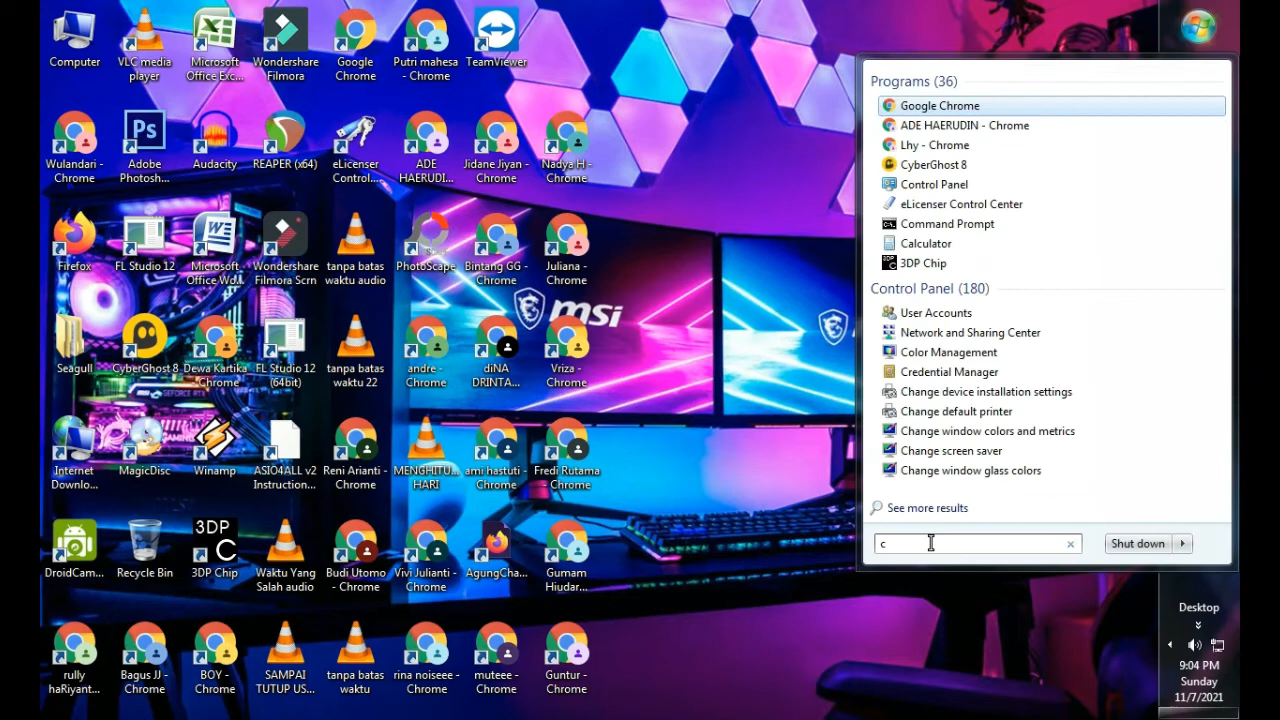 Computer
VLC media
player
Microsoft
Office Exc...
Wondershare
Filmora
Google
Chrome
Putri mahesa
- Chrome
TeamViewer
Wulandari -
Chrome
Ps
Adobe
Photosh...
Audacity
REAPER (x64)
eLicenser
Control....
ADE
HAERUDI...
Jidane Jiyan -
Chrome
Nadya H -
Chrome
Firefox
FL Studio 12
Microsoft
Office Wo...
Wondershare
Filmora Scrn
tanpa batas
waktu audio
PhotoScape
Bintang GG -
Chrome
Juliana -
Chrome
msi
Seagull
CyberGhost 8
Dewa Kartika
- Chrome
FL Studio 12
(64bit)
tanpa batas
waktu 22
andre -
Chrome
diNA
DRINTA...
Vriza -
Chrome
GEFORCE RTX
Internet
Downlo...
MagicDisc
Winamp
ASIO4ALL v2
Instruction...
Reni Arianti -
Chrome
MENGHITU...
HARI
ami hastuti -
Chrome
Fredi Rutama
- Chrome
DroidCam...
Recycle Bin
3DP
C
3DP Chip
Waktu Yang
Salah audio
Budi Utomo
- Chrome
Vivi Julianti -
Chrome
AgungCha...
Gumam
Hiudar...
rully
haRiyant...
Bagus JJ -
Chrome
BOY -
Chrome
SAMPAI
TUTUP US...
tanpa batas
waktu
rina noiseee -
Chrome
muteee -
Chrome
Guntur -
Chrome
Programs (36)
Google Chrome
ADE HAERUDIN - Chrome
Lhy - Chrome
CyberGhost 8
Control Panel
eLicenser Control Center
Command Prompt
Calculator
3DP Chip
Control Panel (180)
User Accounts
Network and Sharing Center
Color Management
Credential Manager
Change device installation settings
Change default printer
Change window colors and metrics
Change screen saver
Change window glass colors
See more results
c
Shut down
Desktop
9:04 PM
Sunday
11/7/2021